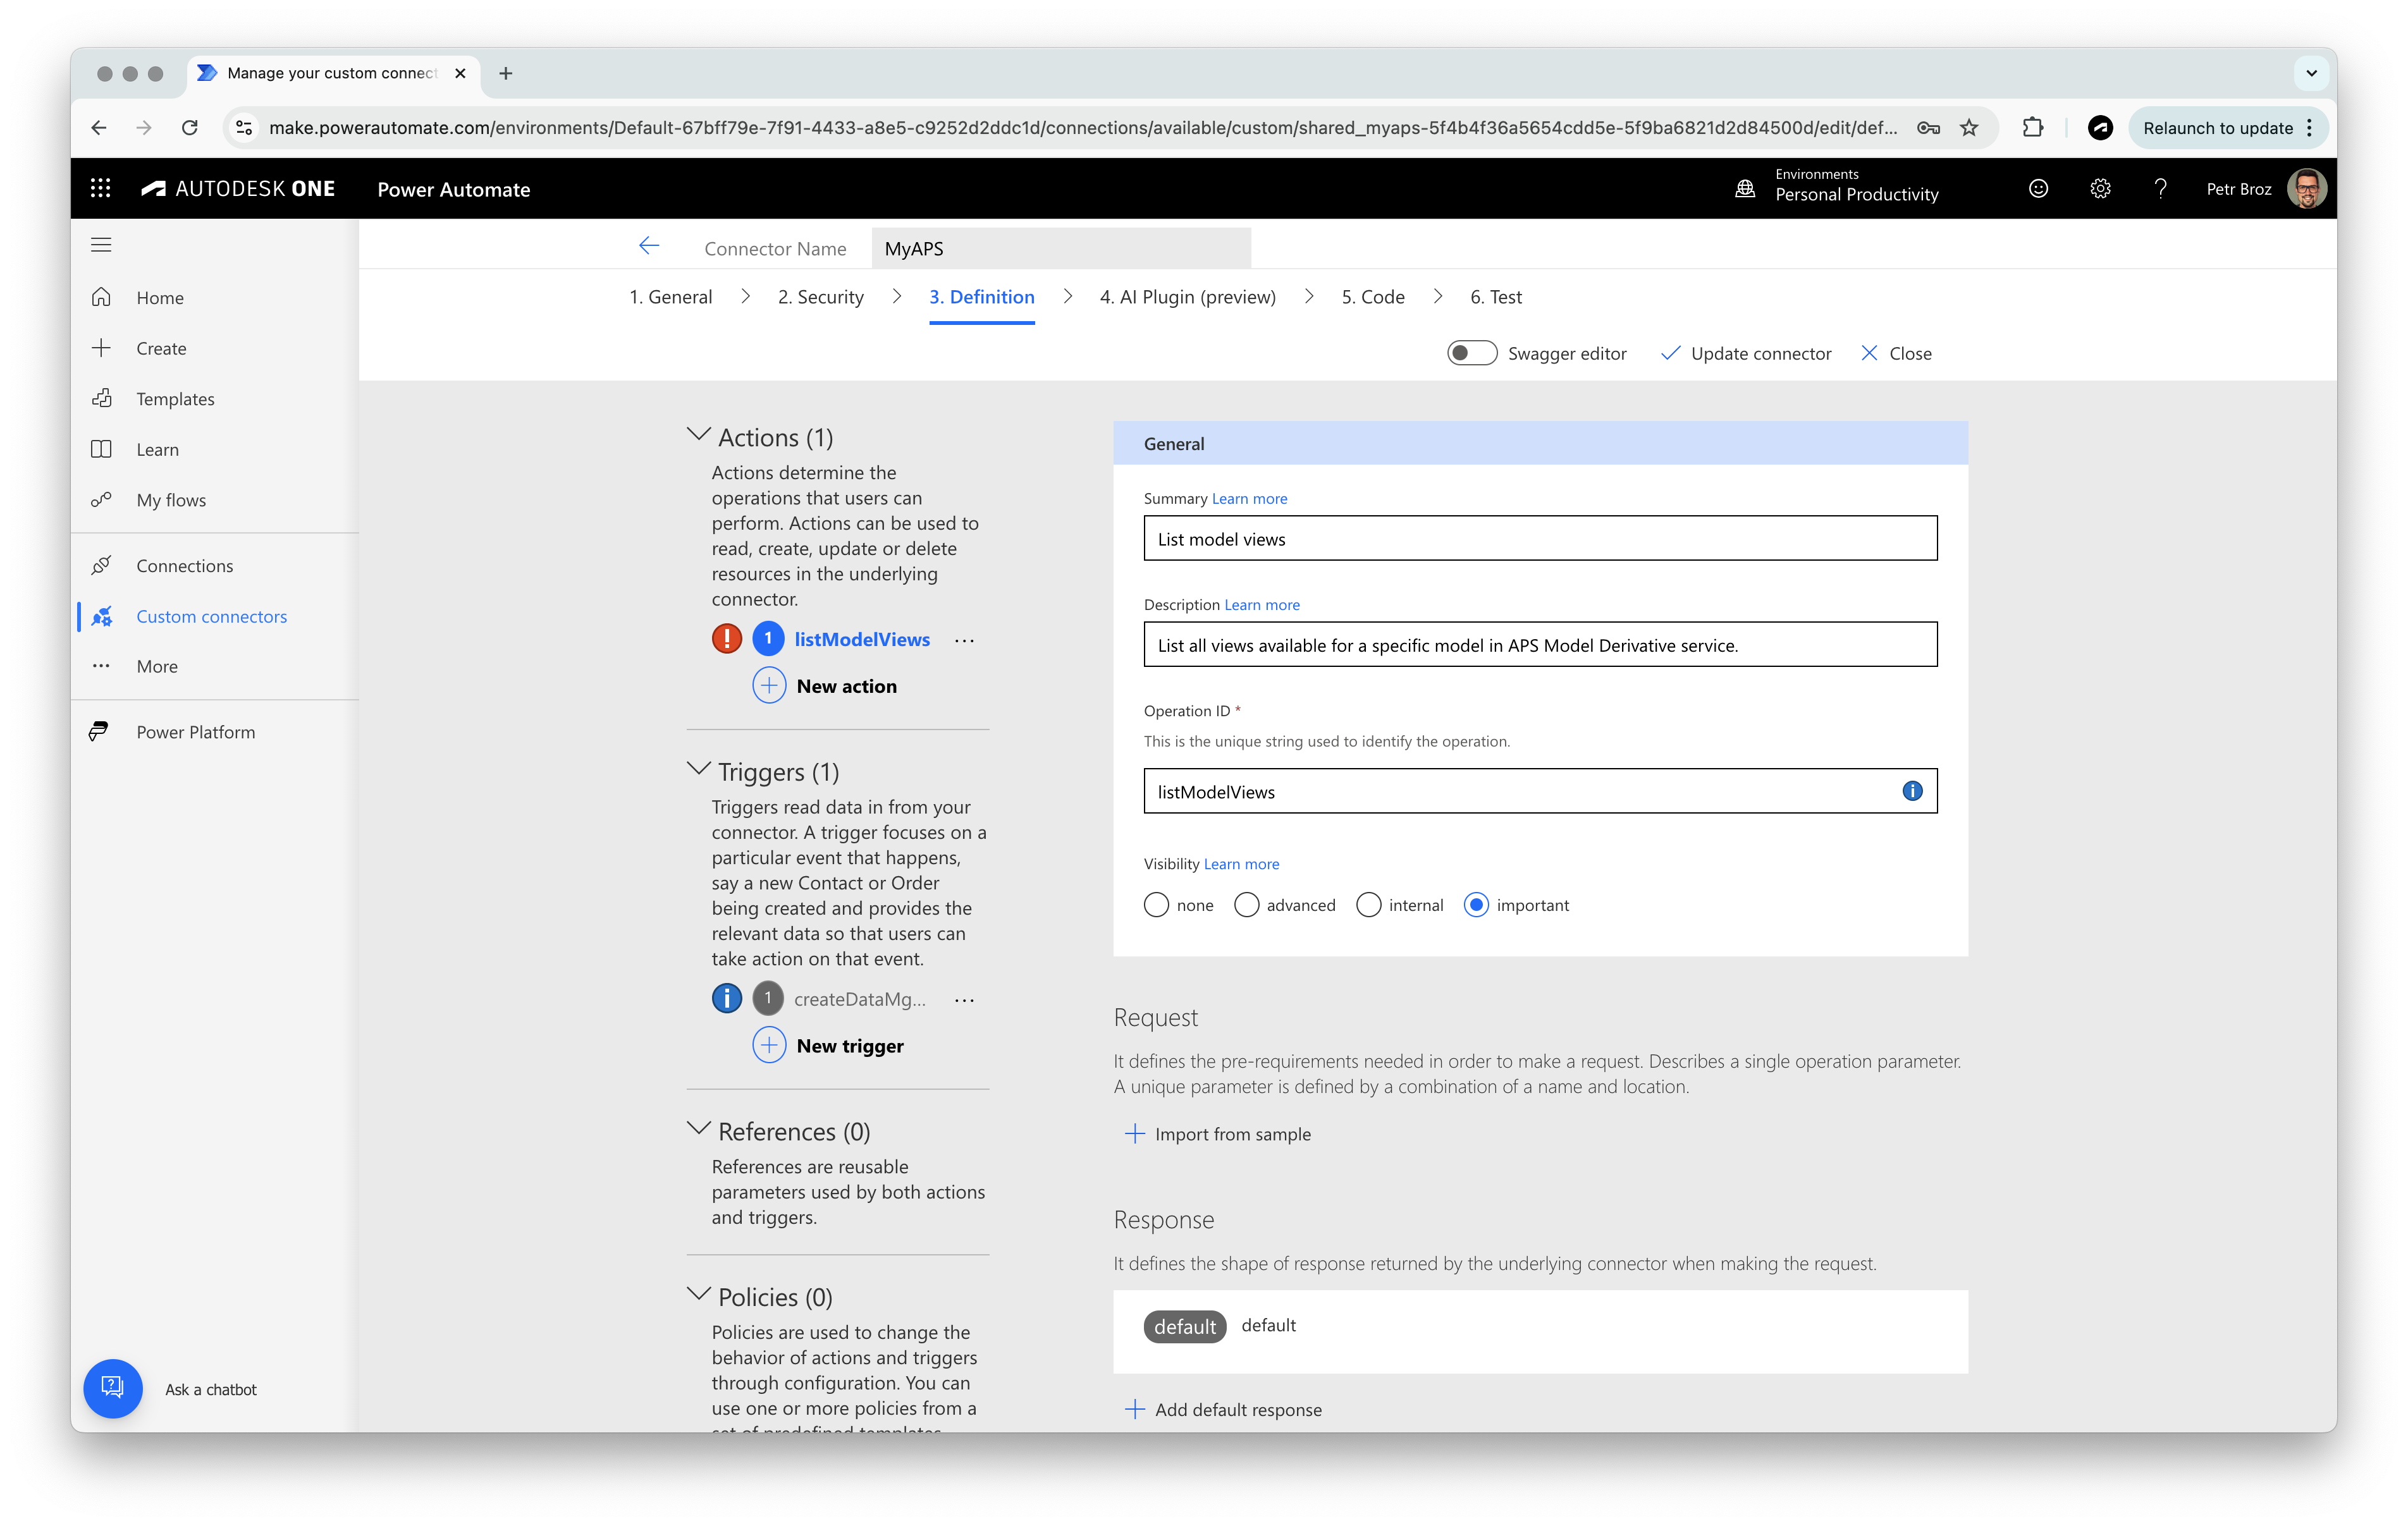 Manage your custom connect
make.powerautomate.com/environments/Default-67bff79e-7f91-4433-a8e5-c9252d2ddc1d/connections/available/custom/shared_myaps-5f4b4f36a5654cdd5e-5f9ba6821d2d84500d/edit/def...
Relaunch to update
AUTODESK ONE
Power Automate
Environments
Personal Productivity
Petr Broz
Home
Create
Templates
Learn
My flows
Connections
Custom connectors
More
Power Platform
Ask a chatbot
Connector Name
MyAPS
1. General
2. Security
3. Definition
4. AI Plugin (preview)
5. Code
6. Test
Swagger editor
Update connector
Close
Actions (1)
Actions determine the
operations that users can
perform. Actions can be used to
read, create, update or delete
resources in the underlying
connector.
1 listModelViews ...
New action
Triggers (1)
Triggers read data in from your
connector. A trigger focuses on a
particular event that happens,
say a new Contact or Order
being created and provides the
relevant data so that users can
take action on that event.
1 createDataMg... ...
New trigger
References (0)
References are reusable
parameters used by both actions
and triggers.
Policies (0)
Policies are used to change the
behavior of actions and triggers
through configuration. You can
use one or more policies from a
set of predefined templates
General
Summary Learn more
List model views
Description Learn more
List all views available for a specific model in APS Model Derivative service.
Operation ID *
This is the unique string used to identify the operation.
listModelViews
Visibility Learn more
none
advanced
internal
important
Request
It defines the pre-requirements needed in order to make a request. Describes a single operation parameter.
A unique parameter is defined by a combination of a name and location.
Import from sample
Response
It defines the shape of response returned by the underlying connector when making the request.
default default
Add default response